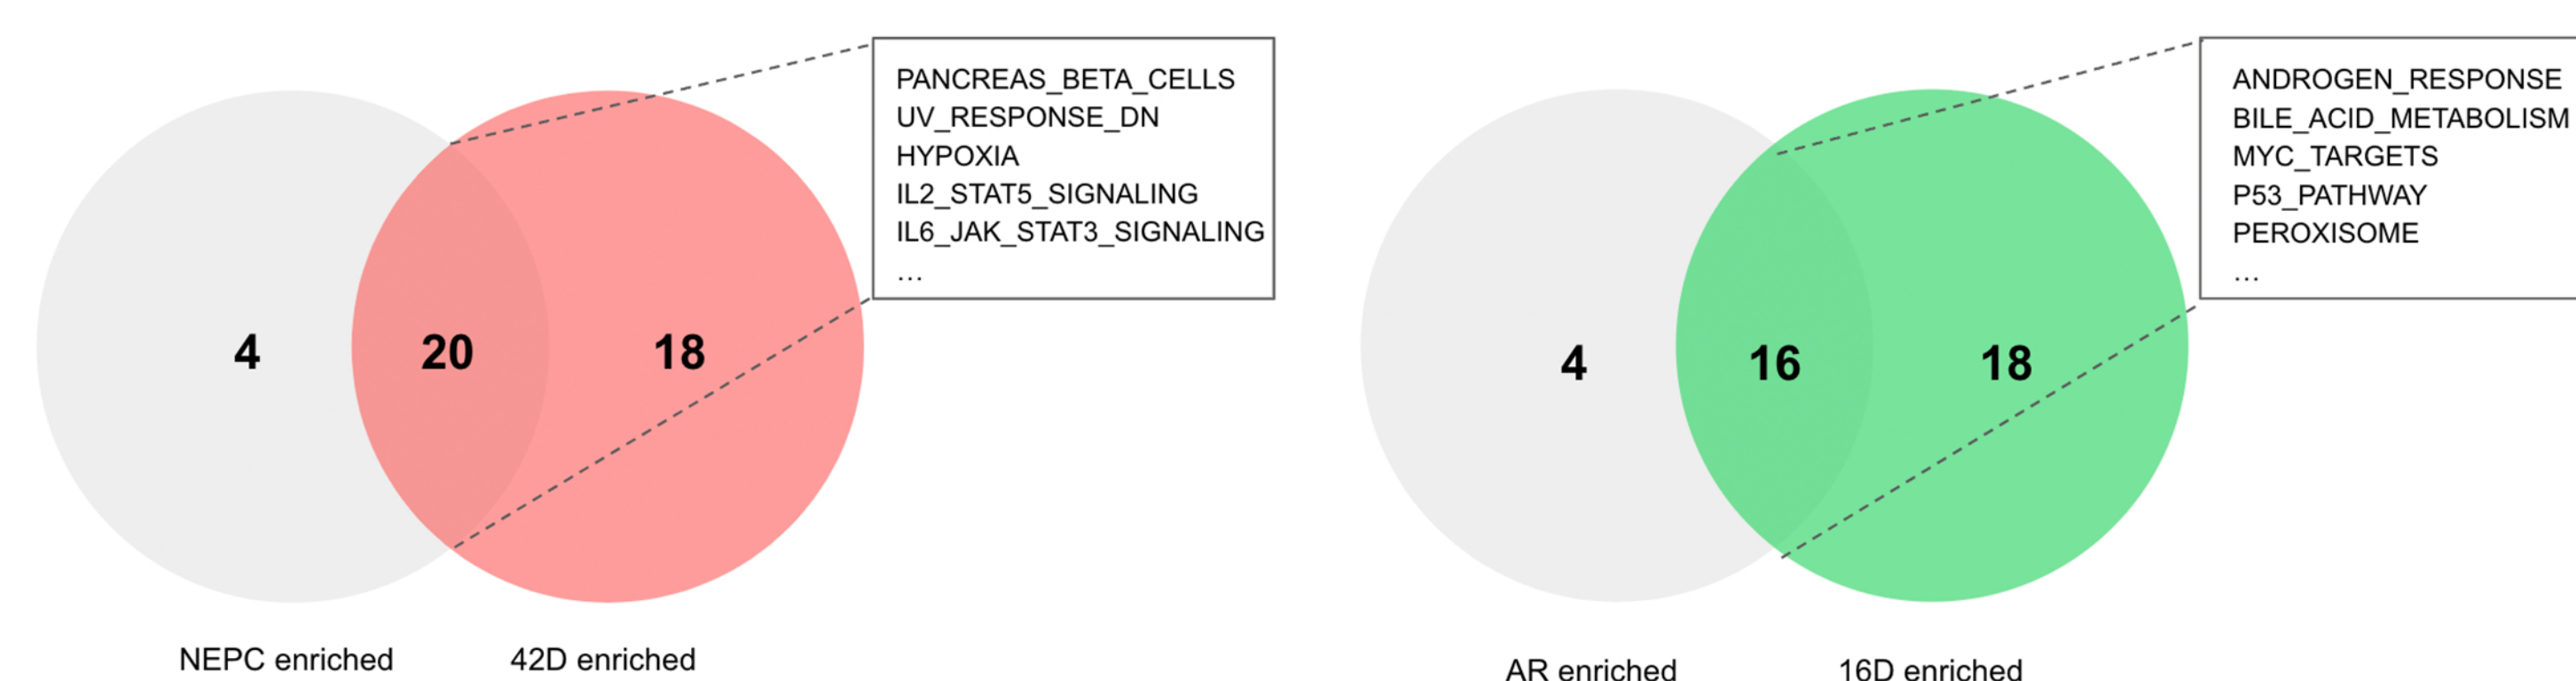 PANCREAS_BETA_CELLS
UV_RESPONSE_DN
HYPOXIA
IL2_STAT5_SIGNALING
IL6_JAK_STAT3_SIGNALING
...
4
20
18
NEPC enriched
42D enriched
ANDROGEN_RESPONSE
BILE_ACID_METABOLISM
MYC_TARGETS
P53_PATHWAY
PEROXISOME
...
4
16
18
AR enriched
16D enriched